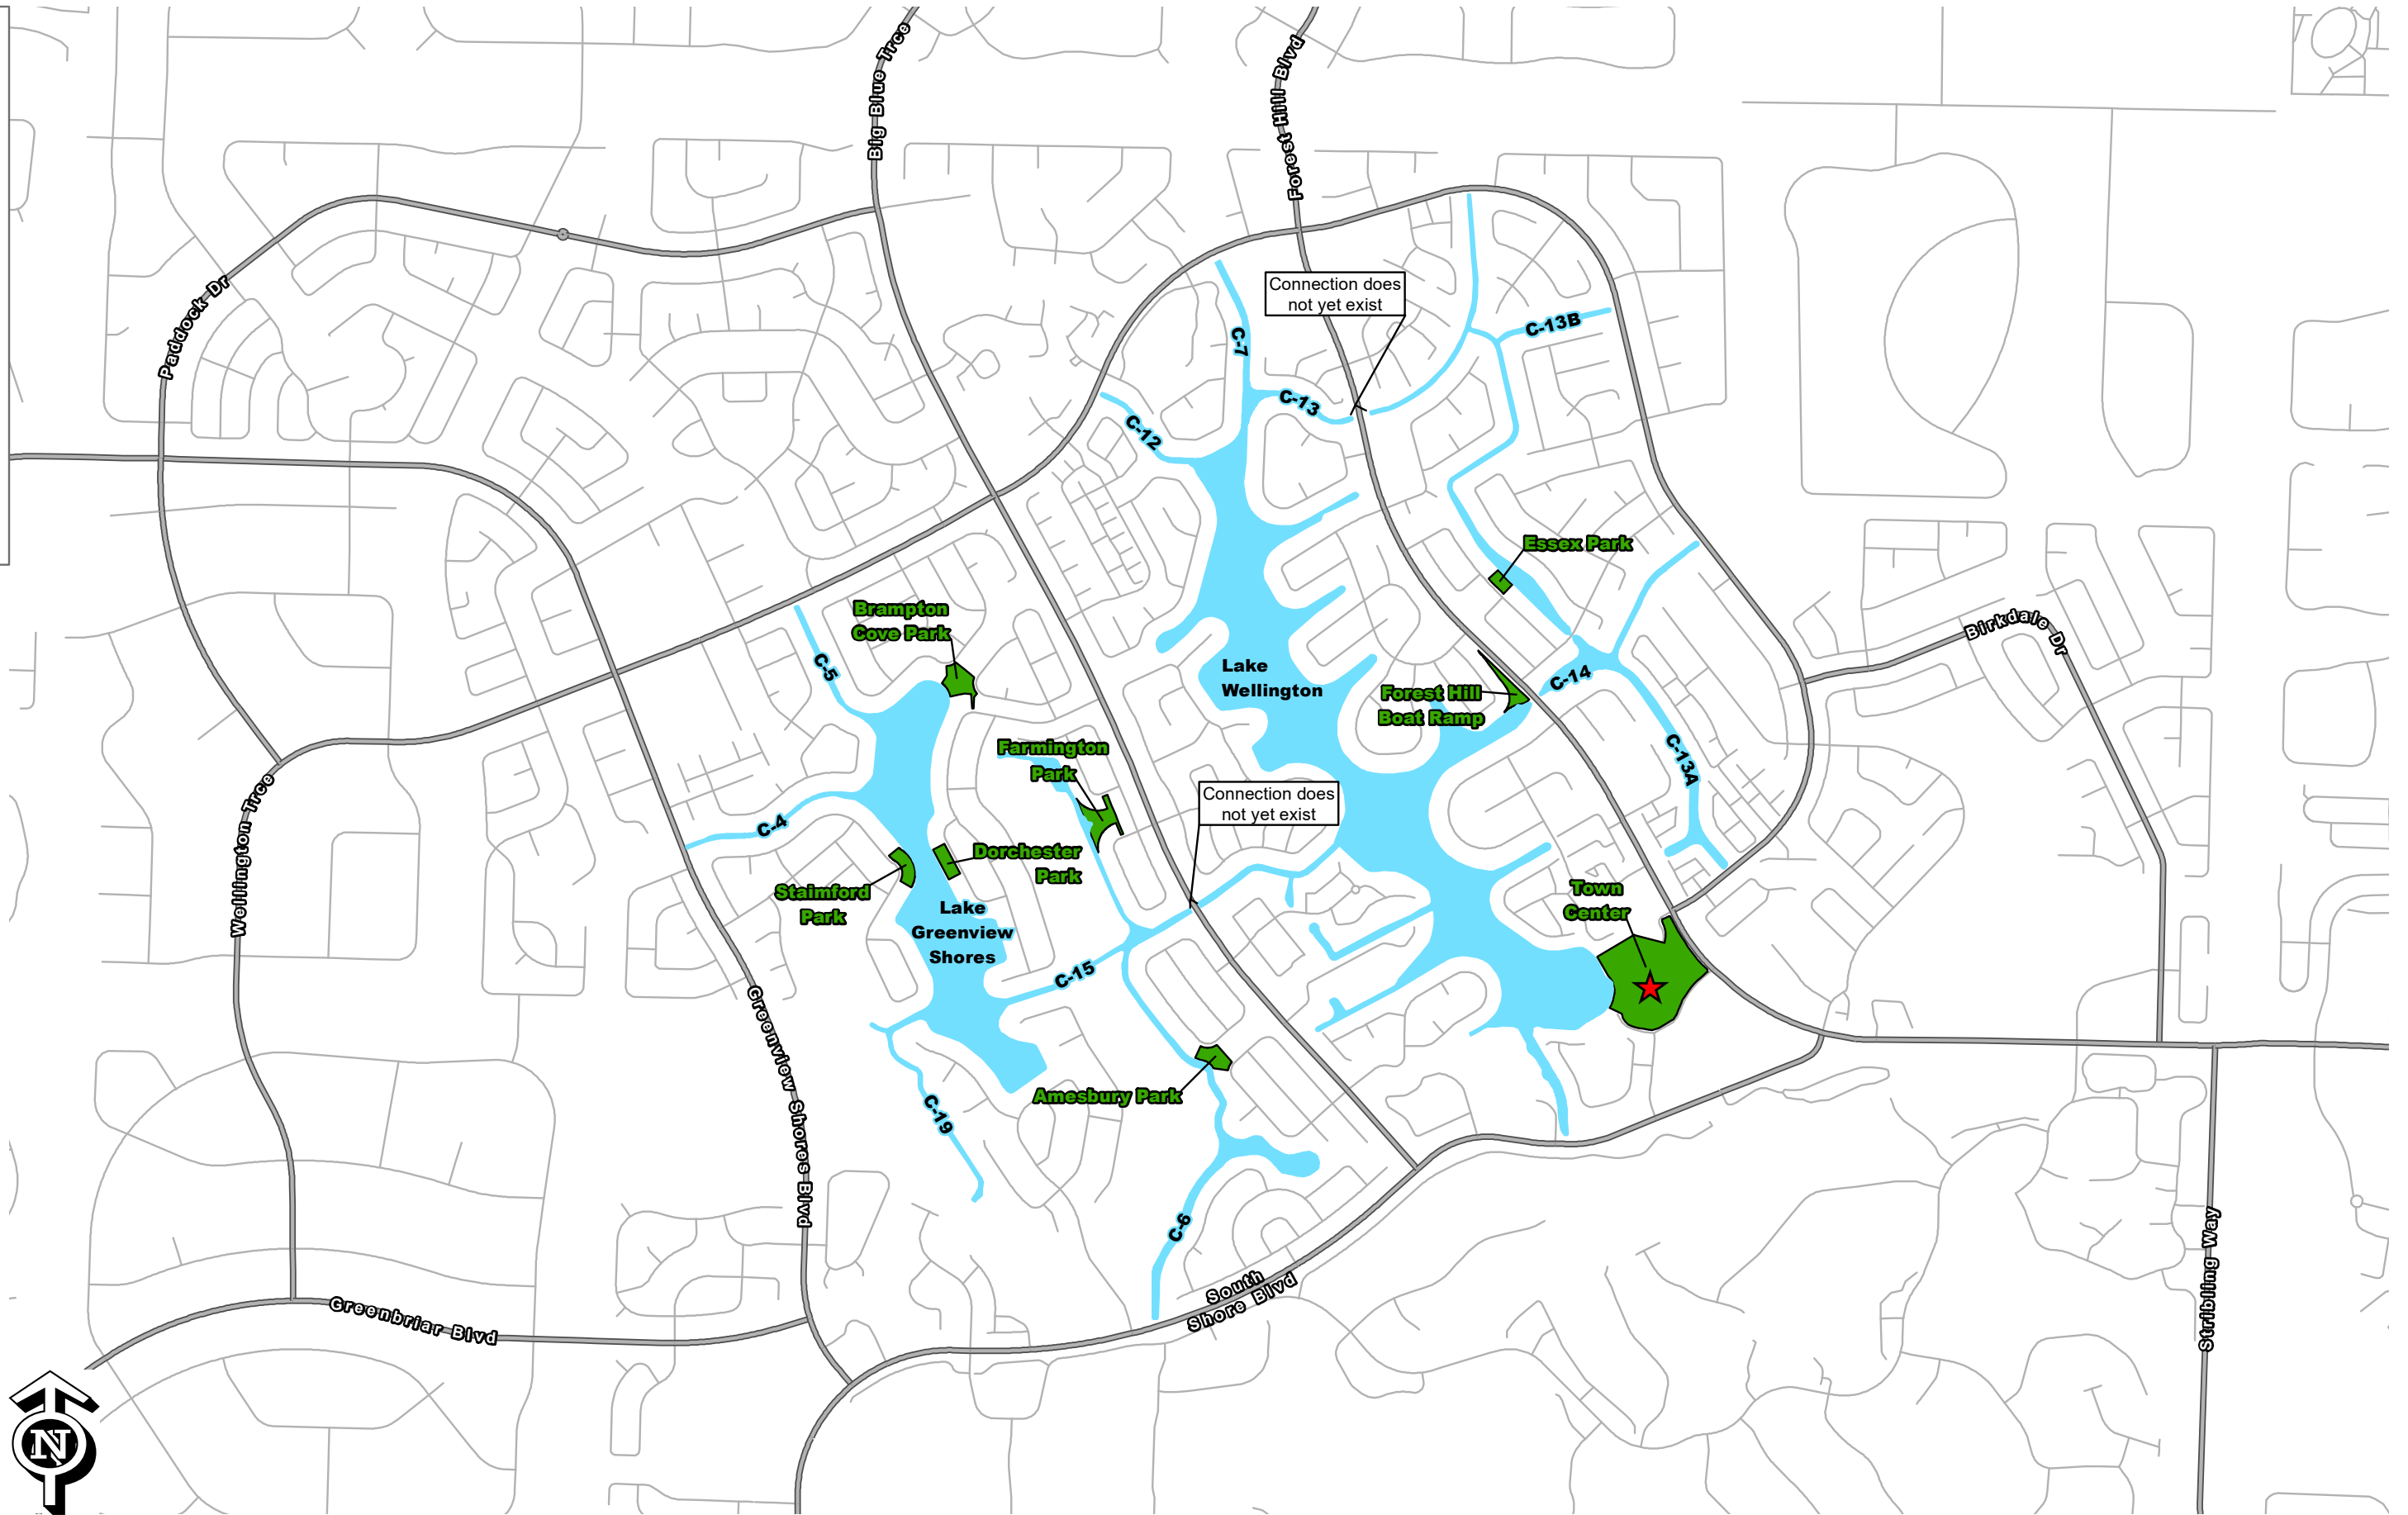 Big Blue Trce
Forest Hill Blvd
Paddock Dr
Connection does
not yet exist
C-7
C-13B
C-13
C-12
Essex Park
Brampton
Cove Park
Birkdale Dr
C-5
Lake
Wellington
C-14
Forest Hill
Boat Ramp
Farmington
Park
C-13A
Connection does
not yet exist
C-4
Wellington Trce
Dorchester
Park
Staimford
Park
Town
Center
Lake
Greenview
Shores
C-15
Greenview Shores Blvd
Amesbury Park
C-19
C-6
Stribling Way
South
Shore Blvd
Greenbriar Blvd
N